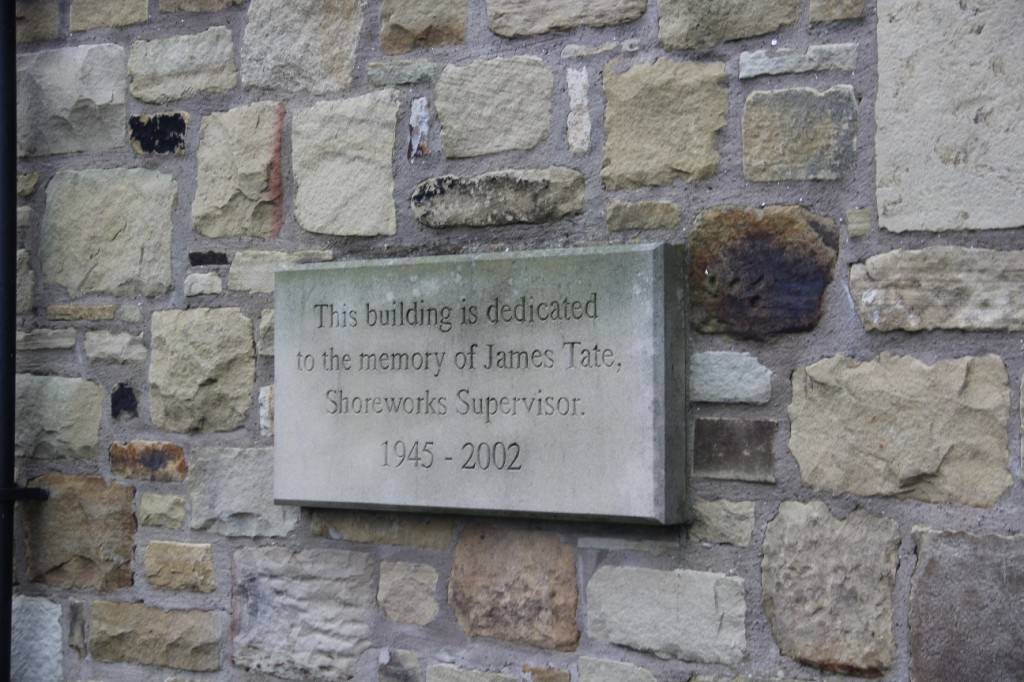 This building is dedicated
to the memory of James Tate,
Shoreworks Supervisor.
1945 - 2002